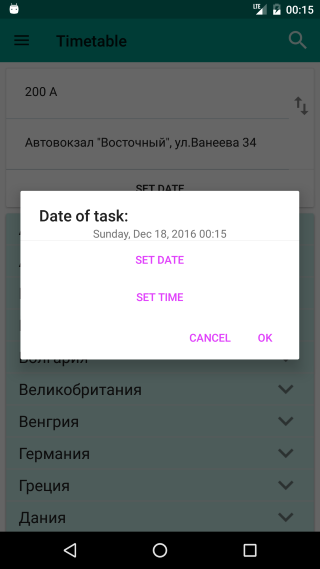 LTE 00:15
Timetable
200 A
Автовокзал "Восточный", ул.Ванеева 34
SET DATE
Date of task:
Sunday, Dec 18, 2016 00:15
SET DATE
SET TIME
CANCEL OK
Болгария
Великобритания
Венгрия
Германия
Греция
Дания